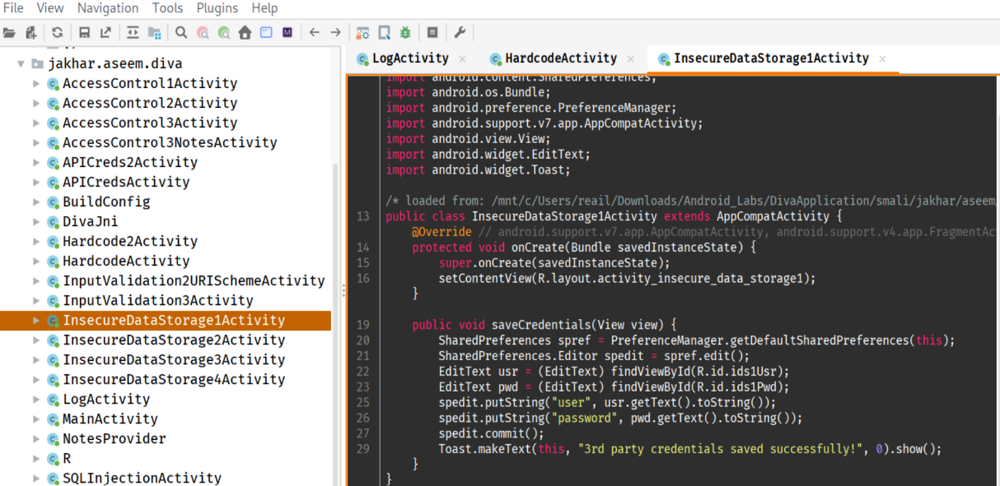 File View Navigation Tools Plugins Help
jakhar.aseem.diva
AccessControl1Activity
AccessControl2Activity
AccessControl3Activity
AccessControl3NotesActivity
APICreds2Activity
APICredsActivity
BuildConfig
DivaJni
Hardcode2Activity
HardcodeActivity
InputValidation2URISchemeActivity
InputValidation3Activity
InsecureDataStorage1Activity
InsecureDataStorage2Activity
InsecureDataStorage3Activity
InsecureDataStorage4Activity
LogActivity
MainActivity
NotesProvider
R
SQLInjectionActivity
LogActivity × HardcodeActivity × InsecureDataStorage1Activity ×
import android.content.SharedPreferences;
import android.os.Bundle;
import android.preference.PreferenceManager;
import android.support.v7.app.AppCompatActivity;
import android.view.View;
import android.widget.EditText;
import android.widget.Toast;
/* loaded from: /mnt/c/Users/reail/Downloads/Android_Labs/DivaApplication/smali/jakhar/aseem
13 public class InsecureDataStorage1Activity extends AppCompatActivity {
@Override // android.support.v7.app.AppCompatActivity, android.support.v4.app.FragmentAc
14 protected void onCreate(Bundle savedInstanceState) {
15 super.onCreate(savedInstanceState);
16 setContentView(R.layout.activity_insecure_data_storage1);
}
19 public void saveCredentials(View view) {
20 SharedPreferences spref = PreferenceManager.getDefaultSharedPreferences(this);
21 SharedPreferences.Editor spedit = spref.edit();
22 EditText usr = (EditText) findViewById(R.id.ids1Usr);
23 EditText pwd = (EditText) findViewById(R.id.ids1Pwd);
25 spedit.putString("user", usr.getText().toString());
26 spedit.putString("password", pwd.getText().toString());
27 spedit.commit();
29 Toast.makeText(this, "3rd party credentials saved successfully!", 0).show();
}
}